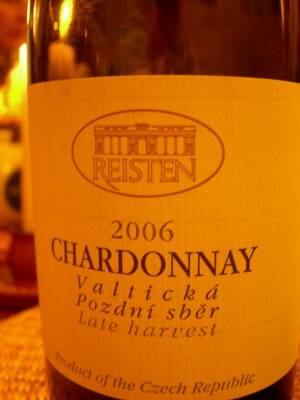 REISTEN
2006
CHARDONNAY
Valtická
Pozdní sběr
Late harvest
Product of the Czech Republic